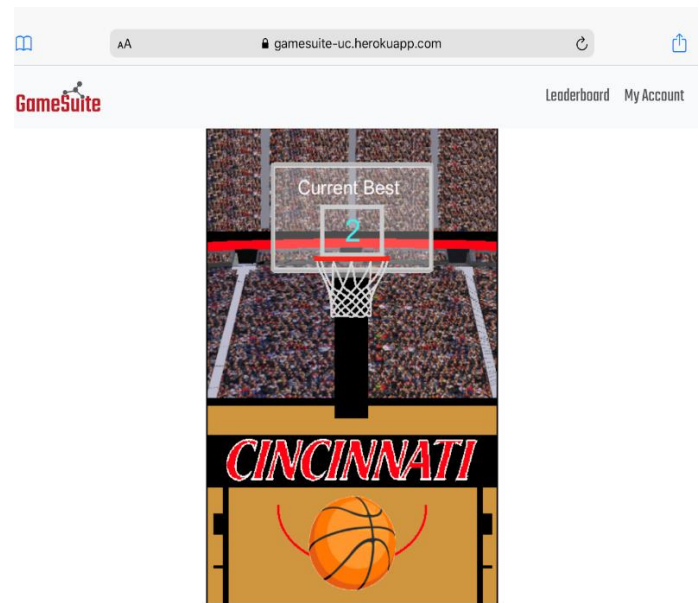 AA
gamesuite-uc.herokuapp.com
GameSuite
Leaderboard My Account
Current Best
2
CINCINNATI